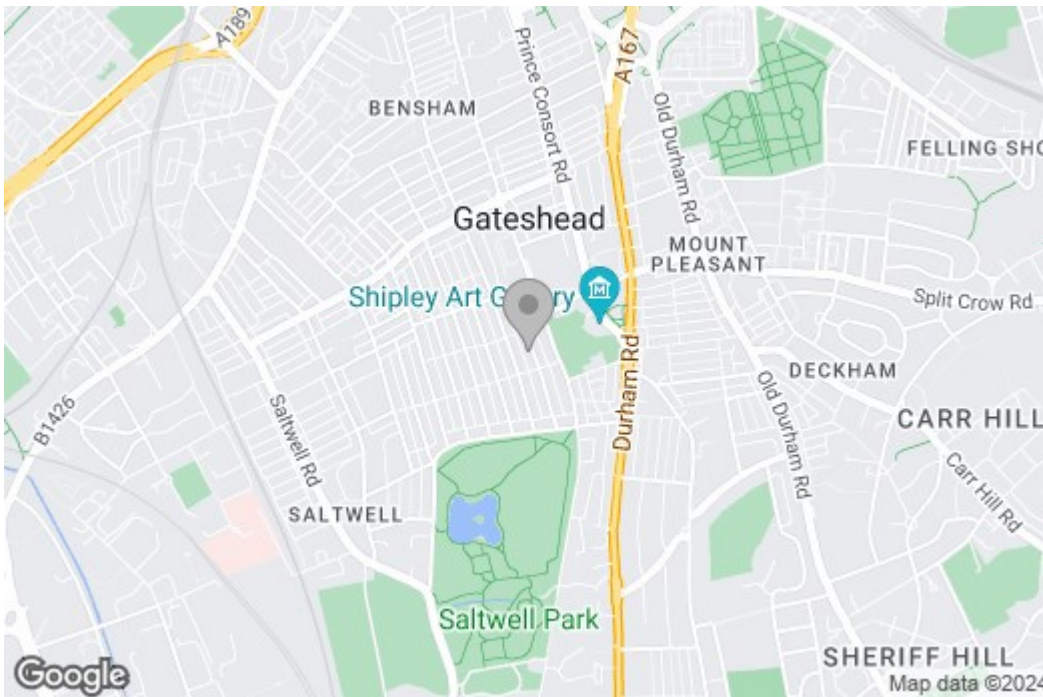 A189
A167
Prince Consort Rd
BENSHAM
Old Durham Rd
FELLING SHO
Gateshead
MOUNT
PLEASANT
Shipley Art G
ry
Split Crow Rd
Durham Rd
DECKHAM
Old Durham Rd
B1426
Saltwell Rd
CARR HILL
Carr Hill Rd
SALTWELL
Saltwell Park
SHERIFF HILL
Google
Map data ©2024